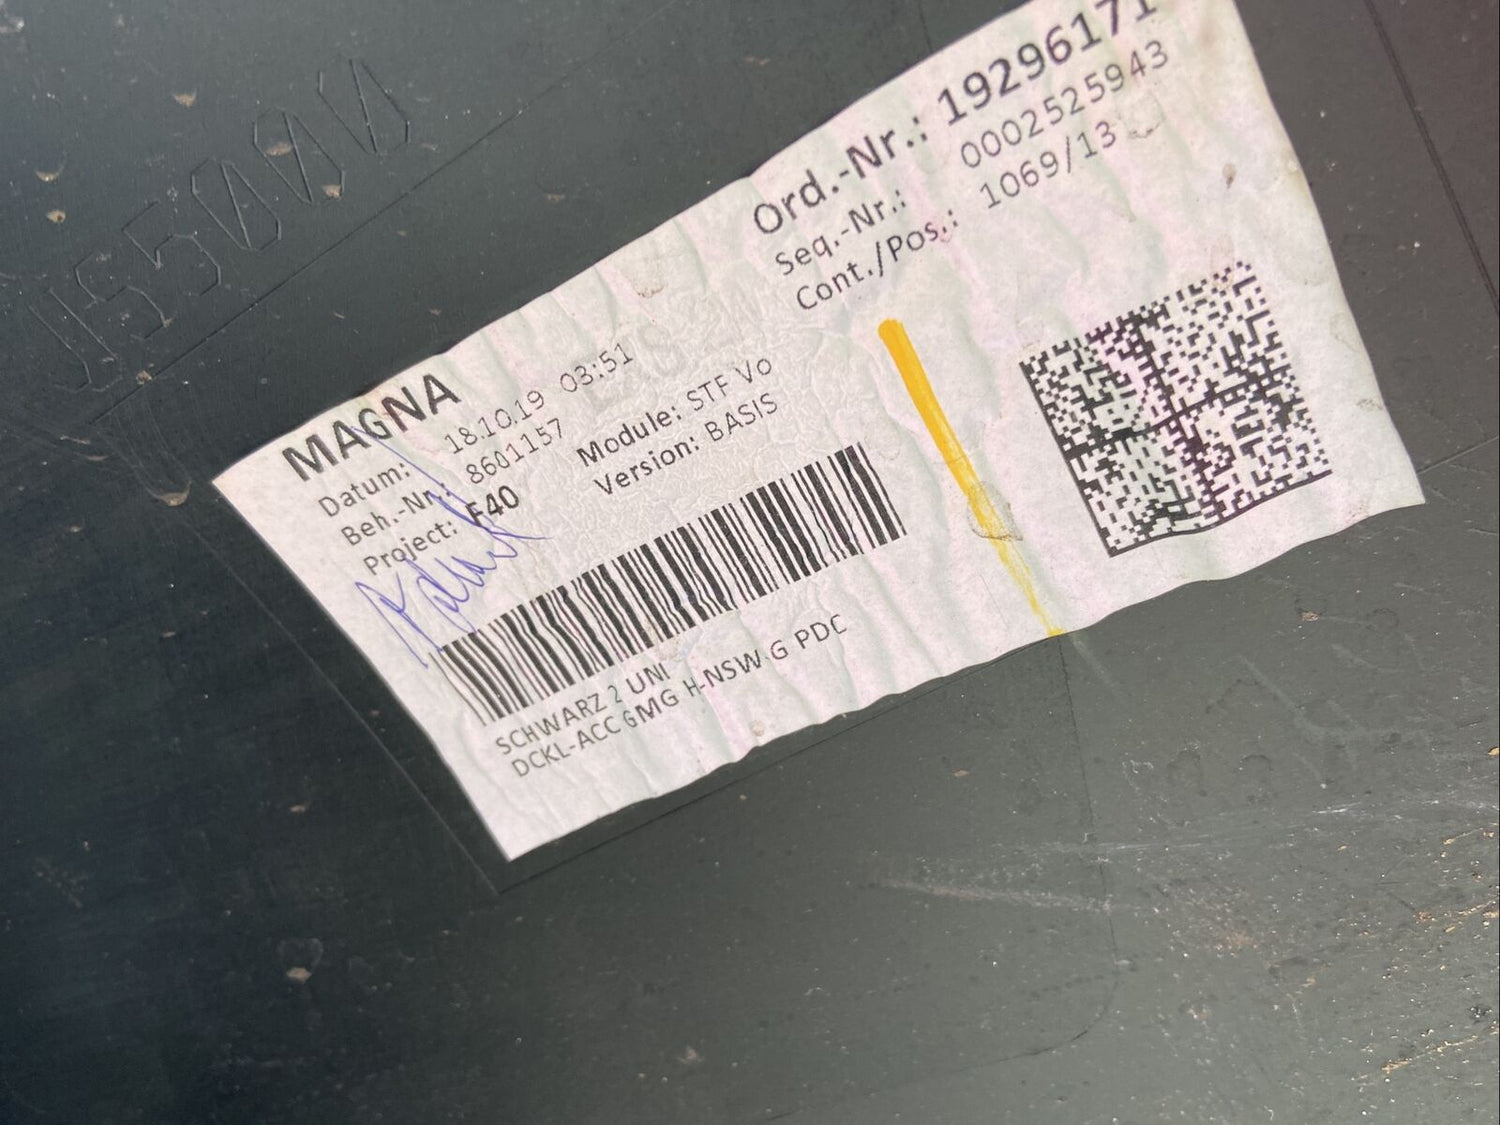 MAGNA
Datum: 18.10.19 03:51
Beh.-Nr.: 8601157
Project: F40
Module: STF Vo
Version: BASIS
Ord.-Nr.: 19296171
Seq.-Nr.: 0002525943
Cont./Pos.: 1069/13
SCHWARZ 2 UNI
DCKL-ACC GMG H-NSW G PDC